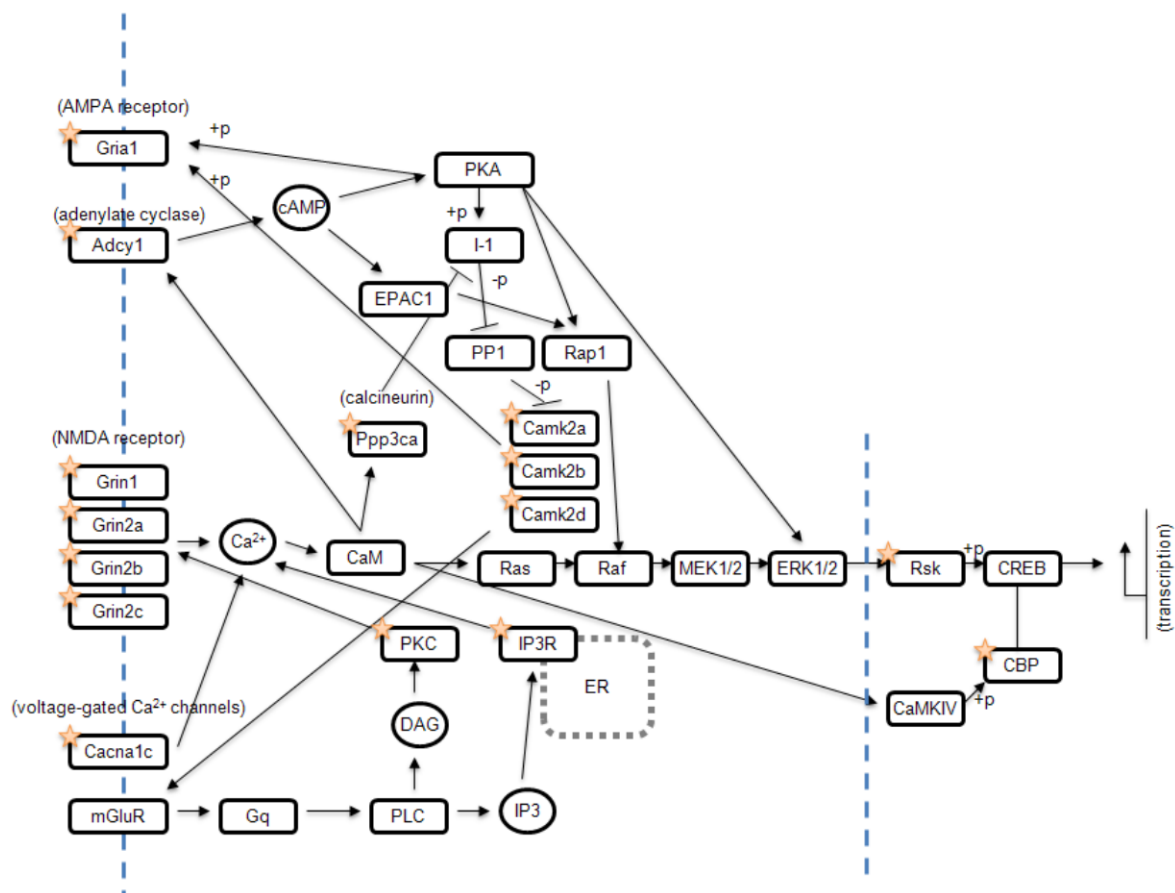 (AMPA receptor)
Gria1
+p
+p
PKA
cAMP
(adenylate cyclase)
Adcy1
+p
I-1
-p
EPAC1
PP1
Rap1
-p
(calcineurin)
Ppp3ca
Camk2a
Camk2b
Camk2d
(NMDA receptor)
Grin1
Grin2a
Grin2b
Grin2c
Ca²⁺
CaM
Ras
Raf
MEK1/2
ERK1/2
Rsk
+p
CREB
(transcription)
PKC
IP3R
ER
CBP
CaMKIV
+p
(voltage-gated Ca²⁺ channels)
Cacna1c
DAG
mGluR
Gq
PLC
IP3